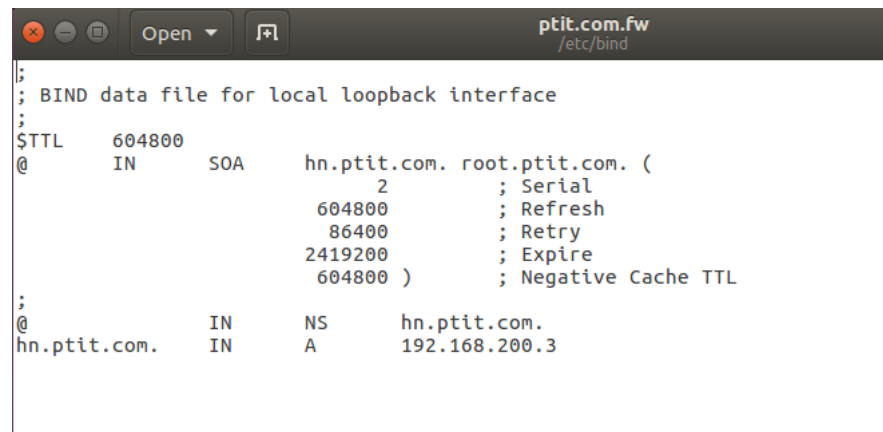 Open
ptit.com.fw
/etc/bind
;
; BIND data file for local loopback interface
;
$TTL    604800
@       IN      SOA     hn.ptit.com. root.ptit.com. (
                              2         ; Serial
                         604800         ; Refresh
                          86400         ; Retry
                        2419200         ; Expire
                         604800 )       ; Negative Cache TTL
;
@               IN      NS      hn.ptit.com.
hn.ptit.com.    IN      A       192.168.200.3